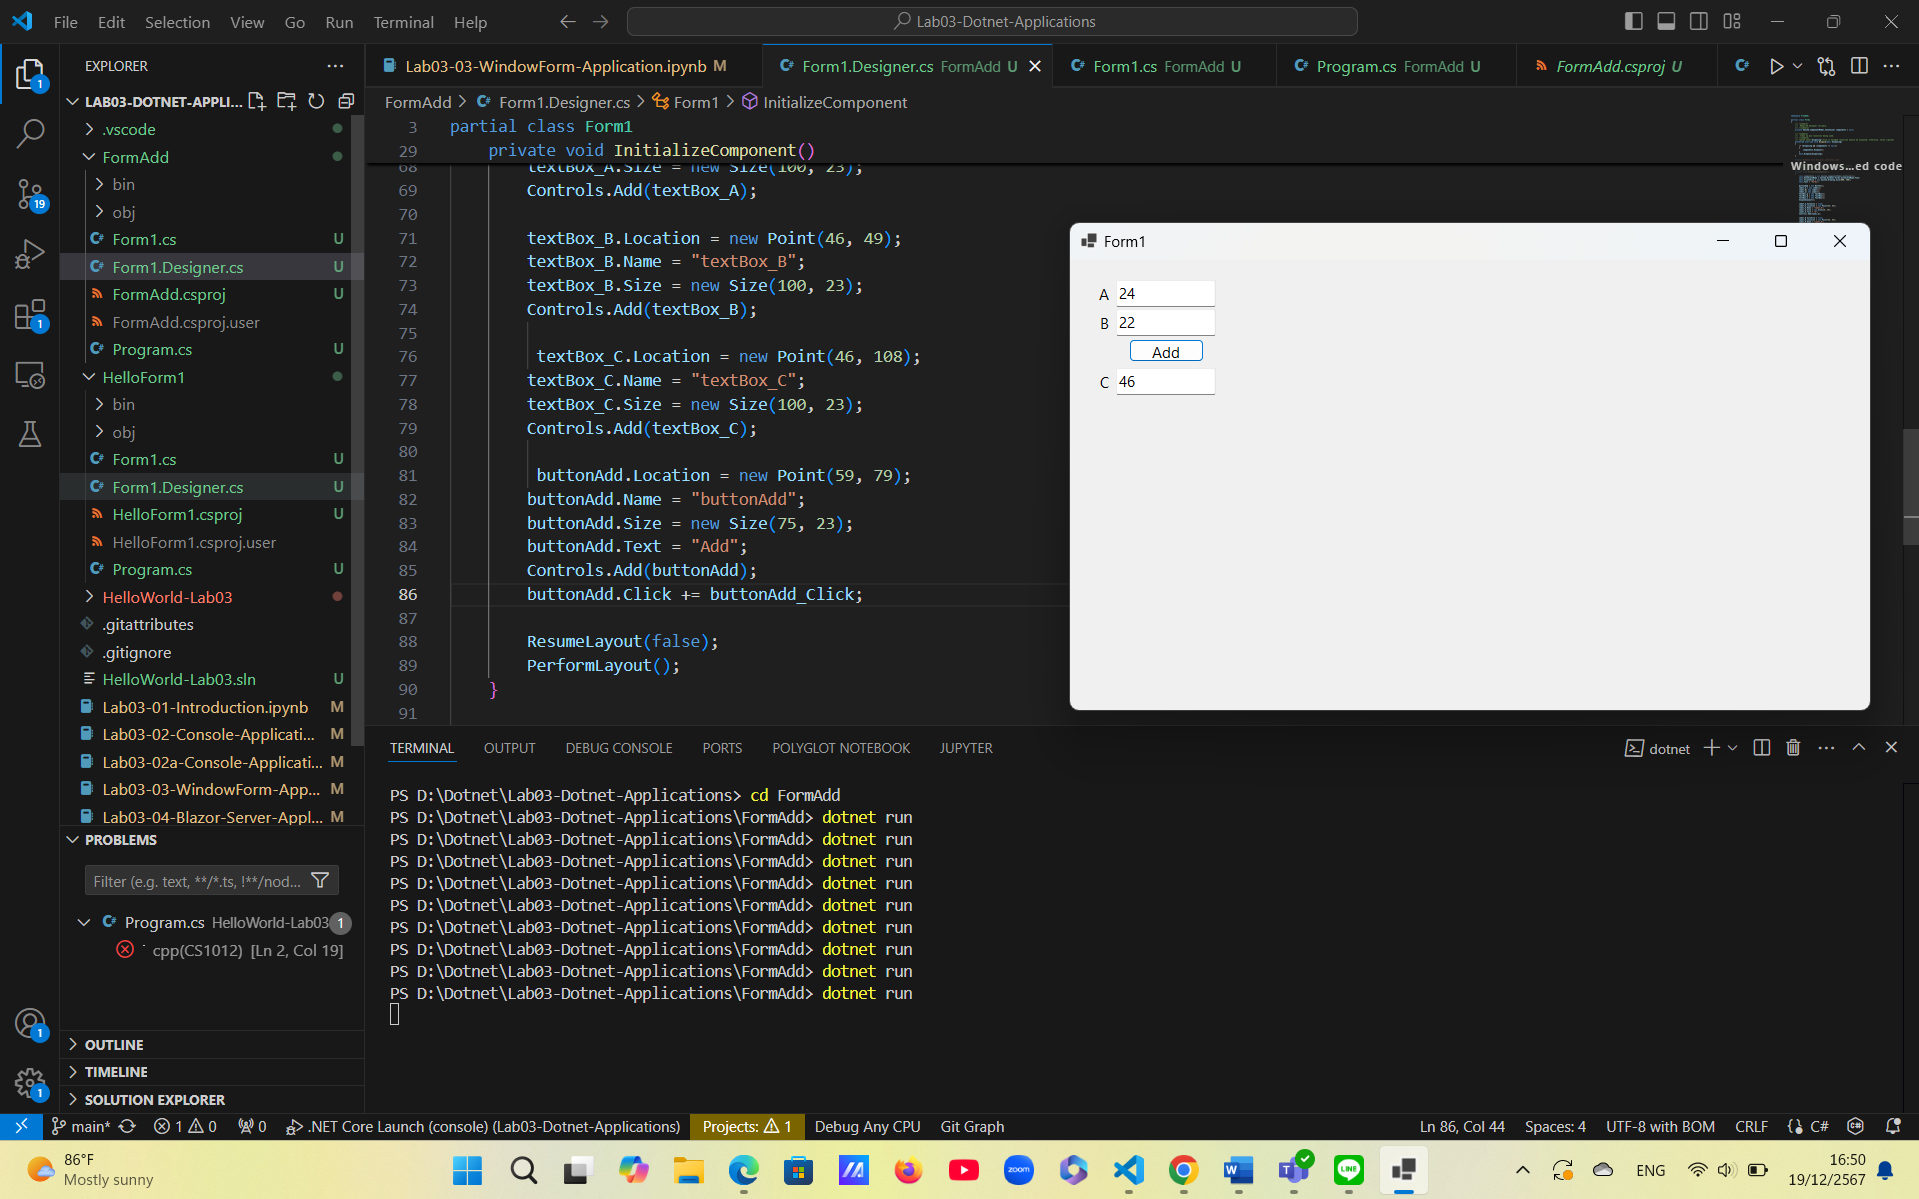 File Edit Selection View Go Run Terminal Help
Lab03-Dotnet-Applications
EXPLORER
LAB03-DOTNET-APPLI...
.vscode
FormAdd
bin
obj
Form1.cs U
Form1.Designer.cs U
FormAdd.csproj U
FormAdd.csproj.user
Program.cs U
HelloForm1
bin
obj
Form1.cs U
Form1.Designer.cs U
HelloForm1.csproj U
HelloForm1.csproj.user
Program.cs U
HelloWorld-Lab03
.gitattributes
.gitignore
HelloWorld-Lab03.sln U
Lab03-01-Introduction.ipynb M
Lab03-02-Console-Applicati... M
Lab03-02a-Console-Applicati... M
Lab03-03-WindowForm-App... M
Lab03-04-Blazor-Server-Appl... M
PROBLEMS
Filter (e.g. text, **/*.ts, !**/nod...
Program.cs HelloWorld-Lab03 1
cpp(CS1012) [Ln 2, Col 19]
OUTLINE
TIMELINE
SOLUTION EXPLORER
1
19
1
1
1
Lab03-03-WindowForm-Application.ipynb M
Form1.Designer.cs FormAdd U
Form1.cs FormAdd U
Program.cs FormAdd U
FormAdd.csproj U
FormAdd > Form1.Designer.cs > Form1 > InitializeComponent
3 partial class Form1
29 private void InitializeComponent()
68 textBox_A.Size = new Size(100, 23);
69 Controls.Add(textBox_A);
70
71 textBox_B.Location = new Point(46, 49);
72 textBox_B.Name = "textBox_B";
73 textBox_B.Size = new Size(100, 23);
74 Controls.Add(textBox_B);
75
76 textBox_C.Location = new Point(46, 108);
77 textBox_C.Name = "textBox_C";
78 textBox_C.Size = new Size(100, 23);
79 Controls.Add(textBox_C);
80
81 buttonAdd.Location = new Point(59, 79);
82 buttonAdd.Name = "buttonAdd";
83 buttonAdd.Size = new Size(75, 23);
84 buttonAdd.Text = "Add";
85 Controls.Add(buttonAdd);
86 buttonAdd.Click += buttonAdd_Click;
87
88 ResumeLayout(false);
89 PerformLayout();
90 }
91
Windows...ed code
Form1
A 24
B 22
Add
C 46
TERMINAL OUTPUT DEBUG CONSOLE PORTS POLYGLOT NOTEBOOK JUPYTER
dotnet
PS D:\Dotnet\Lab03-Dotnet-Applications> cd FormAdd
PS D:\Dotnet\Lab03-Dotnet-Applications\FormAdd> dotnet run
PS D:\Dotnet\Lab03-Dotnet-Applications\FormAdd> dotnet run
PS D:\Dotnet\Lab03-Dotnet-Applications\FormAdd> dotnet run
PS D:\Dotnet\Lab03-Dotnet-Applications\FormAdd> dotnet run
PS D:\Dotnet\Lab03-Dotnet-Applications\FormAdd> dotnet run
PS D:\Dotnet\Lab03-Dotnet-Applications\FormAdd> dotnet run
PS D:\Dotnet\Lab03-Dotnet-Applications\FormAdd> dotnet run
PS D:\Dotnet\Lab03-Dotnet-Applications\FormAdd> dotnet run
PS D:\Dotnet\Lab03-Dotnet-Applications\FormAdd> dotnet run
main* 1 0 0 .NET Core Launch (console) (Lab03-Dotnet-Applications) Projects: 1 Debug Any CPU Git Graph Ln 86, Col 44 Spaces: 4 UTF-8 with BOM CRLF C#
86°F
Mostly sunny
zoom
LINE
ENG
16:50
19/12/2567